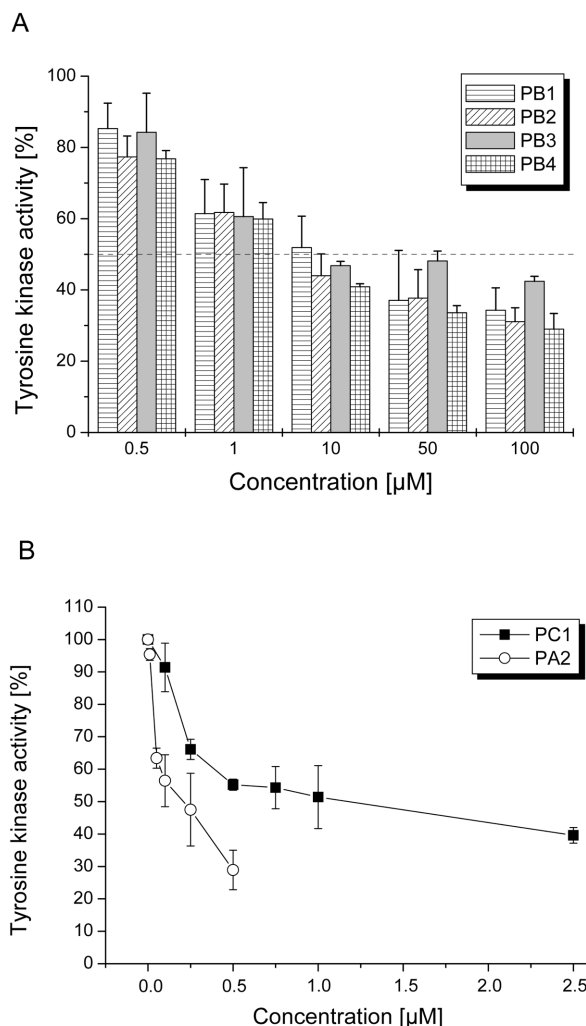 A
100
80
60
40
20
0
Tyrosine kinase activity [%]
PB1
PB2
PB3
PB4
0.5 1 10 50 100
Concentration [µM]
B
110
100
90
80
70
60
50
40
30
20
10
0
Tyrosine kinase activity [%]
PC1
PA2
0.0 0.5 1.0 1.5 2.0 2.5
Concentration [µM]